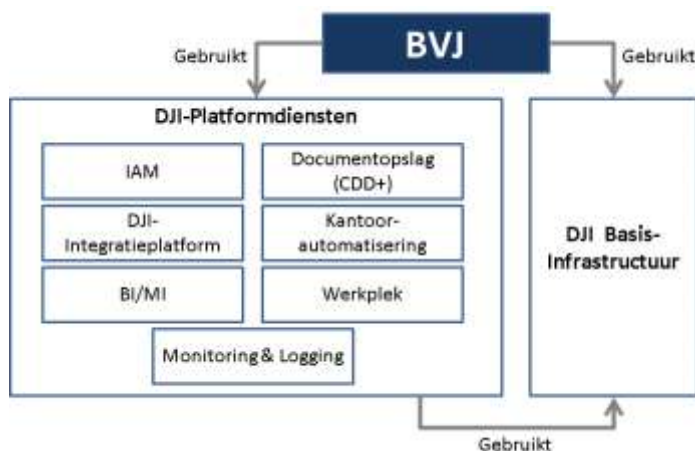 BVJ
Gebruikt
Gebruikt
DJI-Platformdiensten
IAM
Documentopslag
(CDD+)
DJI-
Integratieplatform
Kantoor-
automatisering
BI/MI
Werkplek
Monitoring & Logging
DJI Basis-
Infrastructuur
Gebruikt